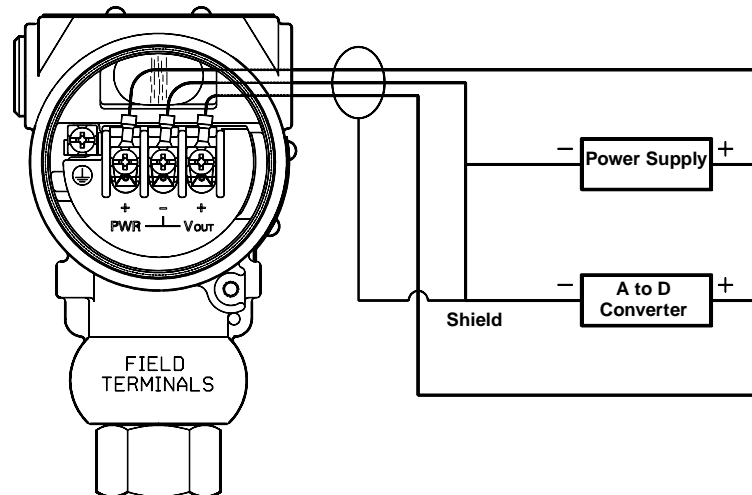 + - +
PWR VOUT
FIELD
TERMINALS
- Power Supply +
- A to D
Converter +
Shield